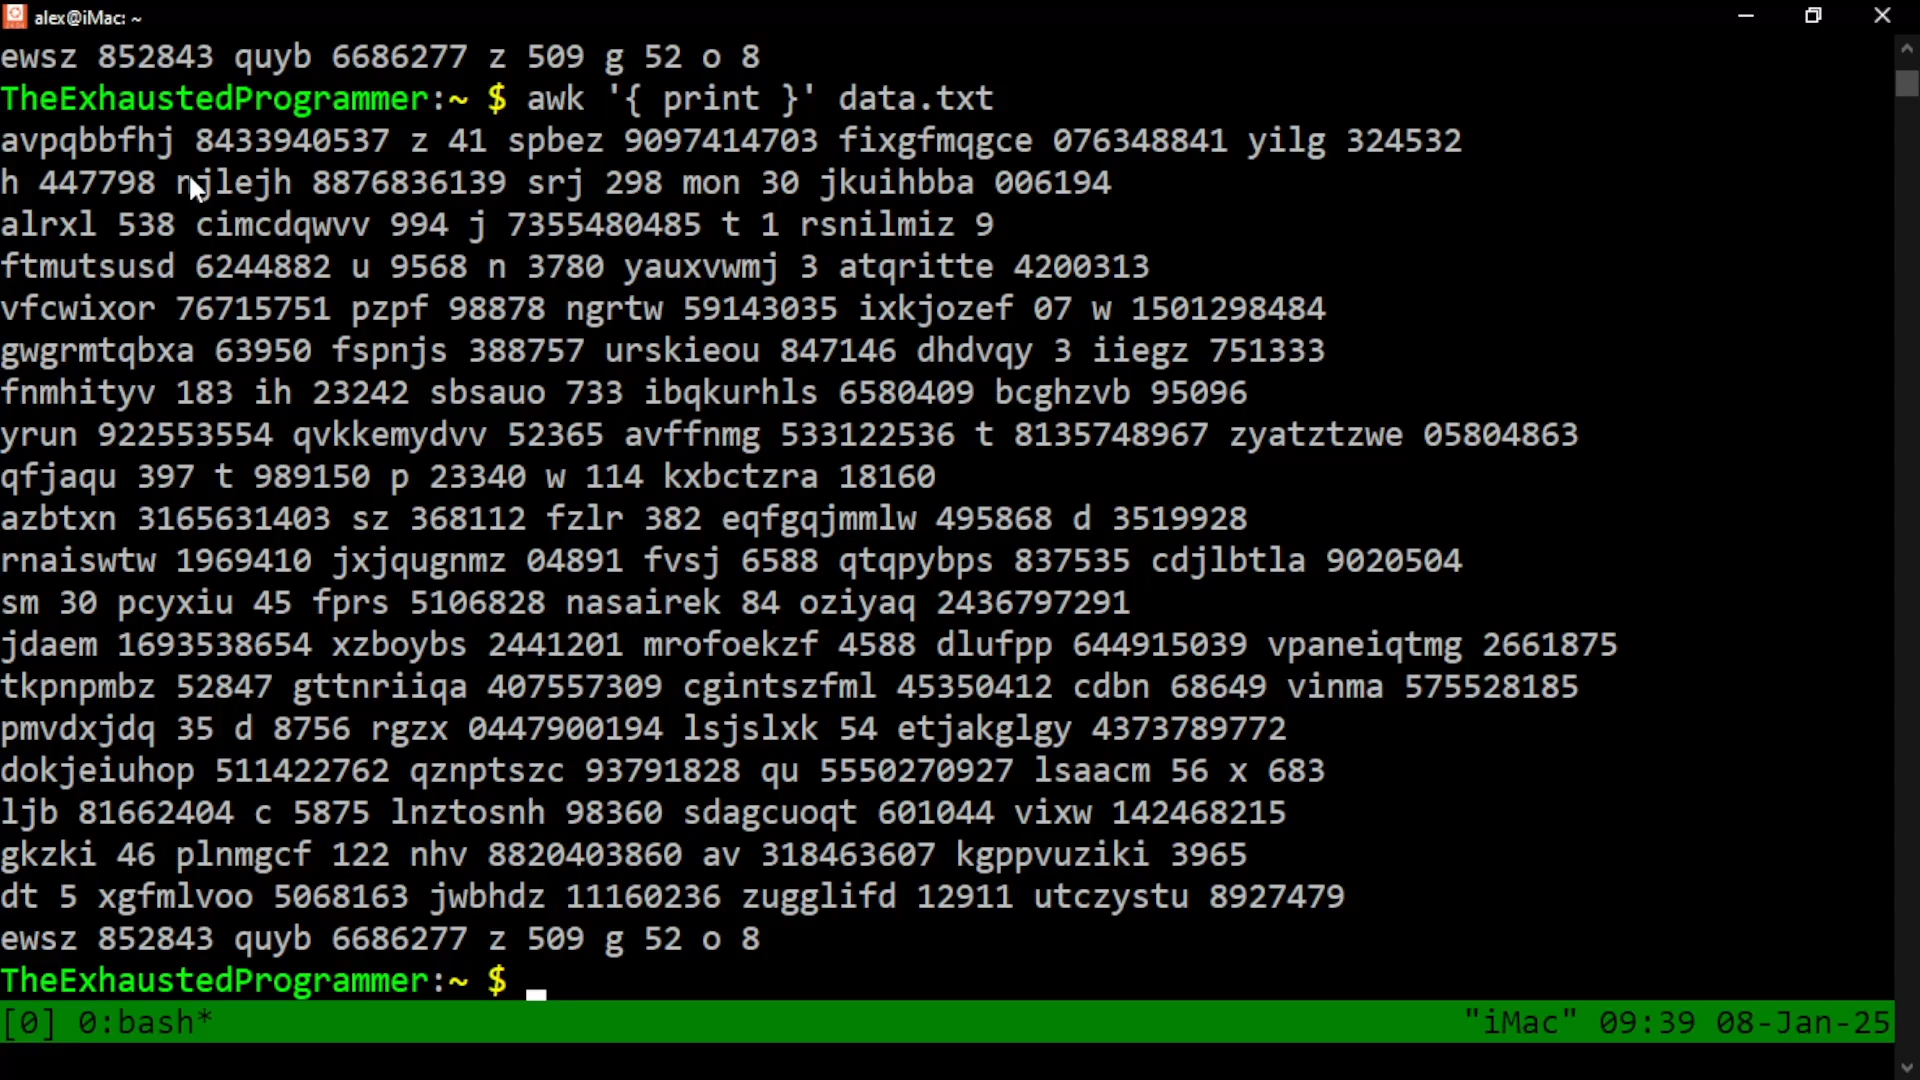 alex@iMac: ~
ewsz 852843 quyb 6686277 z 509 g 52 o 8
TheExhaustedProgrammer:~ $ awk '{ print }' data.txt
avpqbbfhj 8433940537 z 41 spbez 9097414703 fixgfmqgce 076348841 yilg 324532
h 447798 njlejh 8876836139 srj 298 mon 30 jkuihbba 006194
alrxl 538 cimcdqwvv 994 j 7355480485 t 1 rsnilmiz 9
ftmutsusd 6244882 u 9568 n 3780 yauxvwmj 3 atqritte 4200313
vfcwixor 76715751 pzpf 98878 ngrtw 59143035 ixkjozef 07 w 1501298484
gwgrmtqbxa 63950 fspnjs 388757 urskieou 847146 dhdvqy 3 iiegz 751333
fnmhityv 183 ih 23242 sbsauo 733 ibqkurhls 6580409 bcghzvb 95096
yrun 922553554 qvkkemydvv 52365 avffnmg 533122536 t 8135748967 zyatztzwe 05804863
qfjaqu 397 t 989150 p 23340 w 114 kxbctzra 18160
azbtxn 3165631403 sz 368112 fzlr 382 eqfgqjmmlw 495868 d 3519928
rnaiswtw 1969410 jxjqugnmz 04891 fvsj 6588 qtqpybps 837535 cdjlbtla 9020504
sm 30 pcyxiu 45 fprs 5106828 nasairek 84 oziyaq 2436797291
jdaem 1693538654 xzboybs 2441201 mrofoekzf 4588 dlufpp 644915039 vpaneiqtmg 2661875
tkpnpmbz 52847 gttnriiqa 407557309 cgintszfml 45350412 cdbn 68649 vinma 575528185
pmvdxjdq 35 d 8756 rgzx 0447900194 lsjslxk 54 etjakglgy 4373789772
dokjeiuhop 511422762 qznptszc 93791828 qu 5550270927 lsaacm 56 x 683
ljb 81662404 c 5875 lnztosnh 98360 sdagcuoqt 601044 vixw 142468215
gkzki 46 plnmgcf 122 nhv 8820403860 av 318463607 kgppvuziki 3965
dt 5 xgfmlvoo 5068163 jwbhdz 11160236 zugglifd 12911 utczystu 8927479
ewsz 852843 quyb 6686277 z 509 g 52 o 8
TheExhaustedProgrammer:~ $
[0] 0:bash* "iMac" 09:39 08-Jan-25